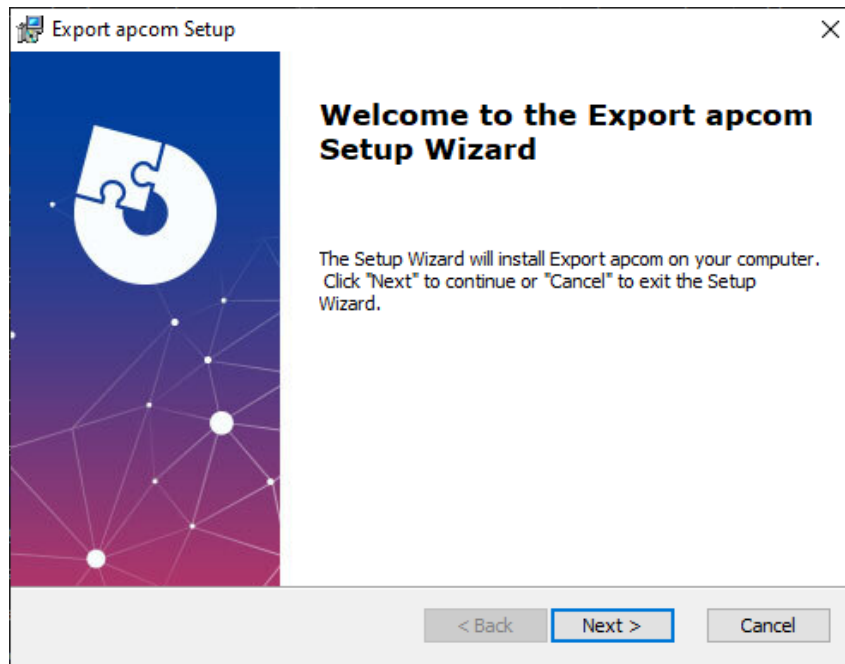 Export apcom Setup
Welcome to the Export apcom
Setup Wizard
The Setup Wizard will install Export apcom on your computer.
Click "Next" to continue or "Cancel" to exit the Setup
Wizard.
< Back
Next >
Cancel